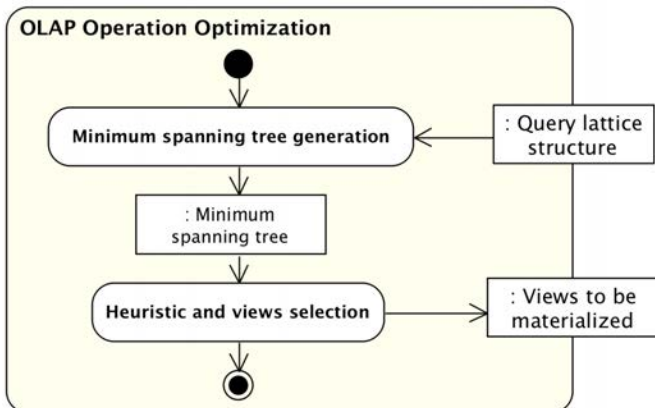 OLAP Operation Optimization
Minimum spanning tree generation
: Query lattice
structure
: Minimum
spanning tree
Heuristic and views selection
: Views to be
materialized